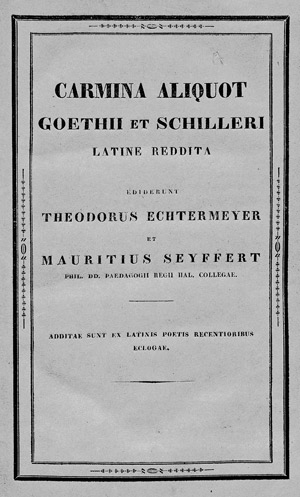 CARMINA ALIQUOT
GOETHII ET SCHILLERI
LATINE REDDITA
EDIDERUNT
THEODORUS ECHTERMEYER
ET
MAURITIUS SEYFFERT
PHIL. DD. PAEDAGOGII REGII HAL. COLLEGAE.
ADDITAE SUNT EX LATINIS POETIS RECENTIORIBUS
ECLOGAE.